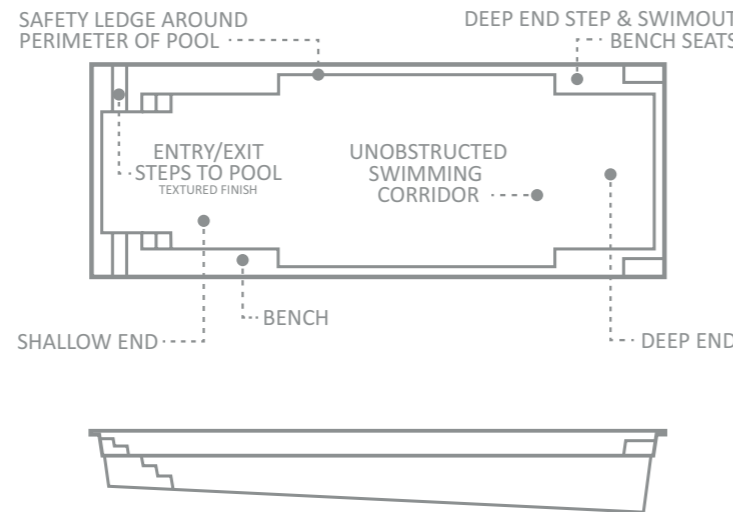 SAFETY LEDGE AROUND
PERIMETER OF POOL
DEEP END STEP & SWIMOUT
BENCH SEATS
ENTRY/EXIT
STEPS TO POOL
TEXTURED FINISH
UNOBSTRUCTED
SWIMMING
CORRIDOR
BENCH
SHALLOW END
DEEP END